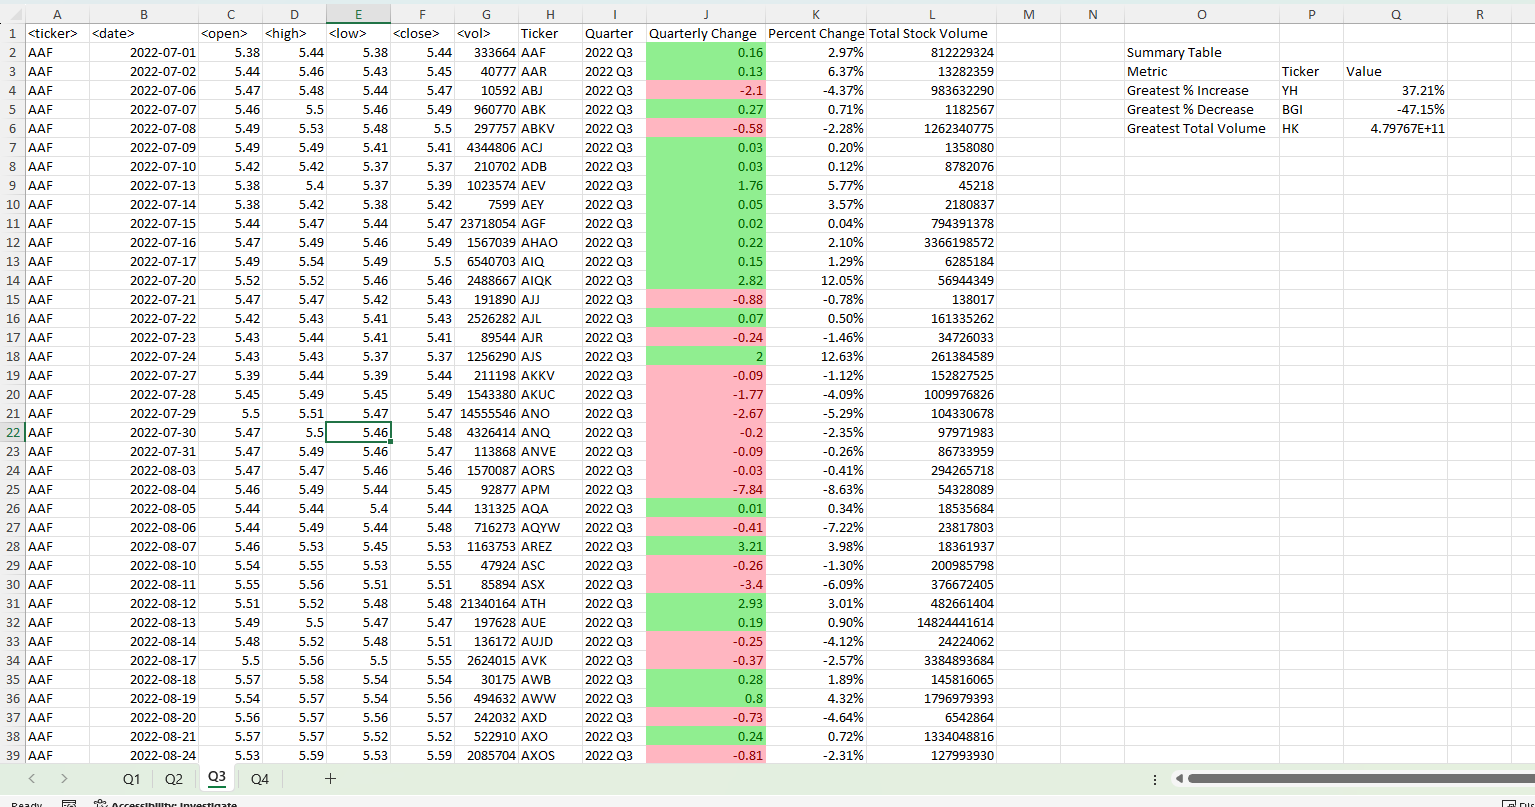 A B C D E F G H I J K L M N O P Q R
1 <ticker> <date> <open> <high> <low> <close> <vol> Ticker Quarter Quarterly Change Percent Change Total Stock Volume
2 AAF 2022-07-01 5.38 5.44 5.38 5.44 333664 AAF 2022 Q3 0.16 2.97% 812229324 Summary Table
3 AAF 2022-07-02 5.44 5.46 5.43 5.45 40777 AAR 2022 Q3 0.13 6.37% 13282359 Metric Ticker Value
4 AAF 2022-07-06 5.47 5.48 5.44 5.47 10592 ABJ 2022 Q3 -2.1 -4.37% 983632290 Greatest % Increase YH 37.21%
5 AAF 2022-07-07 5.46 5.5 5.46 5.49 960770 ABK 2022 Q3 0.27 0.71% 1182567 Greatest % Decrease BGI -47.15%
6 AAF 2022-07-08 5.49 5.53 5.48 5.5 297757 ABKV 2022 Q3 -0.58 -2.28% 1262340775 Greatest Total Volume HK 4.79767E+11
7 AAF 2022-07-09 5.49 5.49 5.41 5.41 4344806 ACJ 2022 Q3 0.03 0.20% 1358080
8 AAF 2022-07-10 5.42 5.42 5.37 5.37 210702 ADB 2022 Q3 0.03 0.12% 8782076
9 AAF 2022-07-13 5.38 5.4 5.37 5.39 1023574 AEV 2022 Q3 1.76 5.77% 45218
10 AAF 2022-07-14 5.38 5.42 5.38 5.42 7599 AEY 2022 Q3 0.05 3.57% 2180837
11 AAF 2022-07-15 5.44 5.47 5.44 5.47 23718054 AGF 2022 Q3 0.02 0.04% 794391378
12 AAF 2022-07-16 5.47 5.49 5.46 5.49 1567039 AHAO 2022 Q3 0.22 2.10% 3366198572
13 AAF 2022-07-17 5.49 5.54 5.49 5.5 6540703 AIQ 2022 Q3 0.15 1.29% 6285184
14 AAF 2022-07-20 5.52 5.52 5.46 5.46 2488667 AIQK 2022 Q3 2.82 12.05% 56944349
15 AAF 2022-07-21 5.47 5.47 5.42 5.43 191890 AJJ 2022 Q3 -0.88 -0.78% 138017
16 AAF 2022-07-22 5.42 5.43 5.41 5.43 2526282 AJL 2022 Q3 0.07 0.50% 161335262
17 AAF 2022-07-23 5.43 5.44 5.41 5.41 89544 AJR 2022 Q3 -0.24 -1.46% 34726033
18 AAF 2022-07-24 5.43 5.43 5.37 5.37 1256290 AJS 2022 Q3 2 12.63% 261384589
19 AAF 2022-07-27 5.39 5.44 5.39 5.44 211198 AKKV 2022 Q3 -0.09 -1.12% 152827525
20 AAF 2022-07-28 5.45 5.49 5.45 5.49 1543380 AKUC 2022 Q3 -1.77 -4.09% 1009976826
21 AAF 2022-07-29 5.5 5.51 5.47 5.47 14555546 ANO 2022 Q3 -2.67 -5.29% 104330678
22 AAF 2022-07-30 5.47 5.5 5.46 5.48 4326414 ANQ 2022 Q3 -0.2 -2.35% 97971983
23 AAF 2022-07-31 5.47 5.49 5.46 5.47 113868 ANVE 2022 Q3 -0.09 -0.26% 86733959
24 AAF 2022-08-03 5.47 5.47 5.46 5.46 1570087 AORS 2022 Q3 -0.03 -0.41% 294265718
25 AAF 2022-08-04 5.46 5.49 5.44 5.45 92877 APM 2022 Q3 -7.84 -8.63% 54328089
26 AAF 2022-08-05 5.44 5.44 5.4 5.44 131325 AQA 2022 Q3 0.01 0.34% 18535684
27 AAF 2022-08-06 5.44 5.49 5.44 5.48 716273 AQYW 2022 Q3 -0.41 -7.22% 23817803
28 AAF 2022-08-07 5.46 5.53 5.45 5.53 1163753 AREZ 2022 Q3 3.21 3.98% 18361937
29 AAF 2022-08-10 5.54 5.55 5.53 5.55 47924 ASC 2022 Q3 -0.26 -1.30% 200985798
30 AAF 2022-08-11 5.55 5.56 5.51 5.51 85894 ASX 2022 Q3 -3.4 -6.09% 376672405
31 AAF 2022-08-12 5.51 5.52 5.48 5.48 21340164 ATH 2022 Q3 2.93 3.01% 482661404
32 AAF 2022-08-13 5.49 5.5 5.47 5.47 197628 AUE 2022 Q3 0.19 0.90% 14824441614
33 AAF 2022-08-14 5.48 5.52 5.48 5.51 136172 AUJD 2022 Q3 -0.25 -4.12% 24224062
34 AAF 2022-08-17 5.5 5.56 5.5 5.55 2624015 AVK 2022 Q3 -0.37 -2.57% 3384893684
35 AAF 2022-08-18 5.57 5.58 5.54 5.54 30175 AWB 2022 Q3 0.28 1.89% 145816065
36 AAF 2022-08-19 5.54 5.57 5.54 5.56 494632 AWW 2022 Q3 0.8 4.32% 1796979393
37 AAF 2022-08-20 5.56 5.57 5.56 5.57 242032 AXD 2022 Q3 -0.73 -4.64% 6542864
38 AAF 2022-08-21 5.57 5.57 5.52 5.52 522910 AXO 2022 Q3 0.24 0.72% 1334048816
39 AAF 2022-08-24 5.53 5.59 5.53 5.59 2085704 AXOS 2022 Q3 -0.81 -2.31% 127993930
Q1 Q2 Q3 Q4 +
Ready Accessibility: Investigate